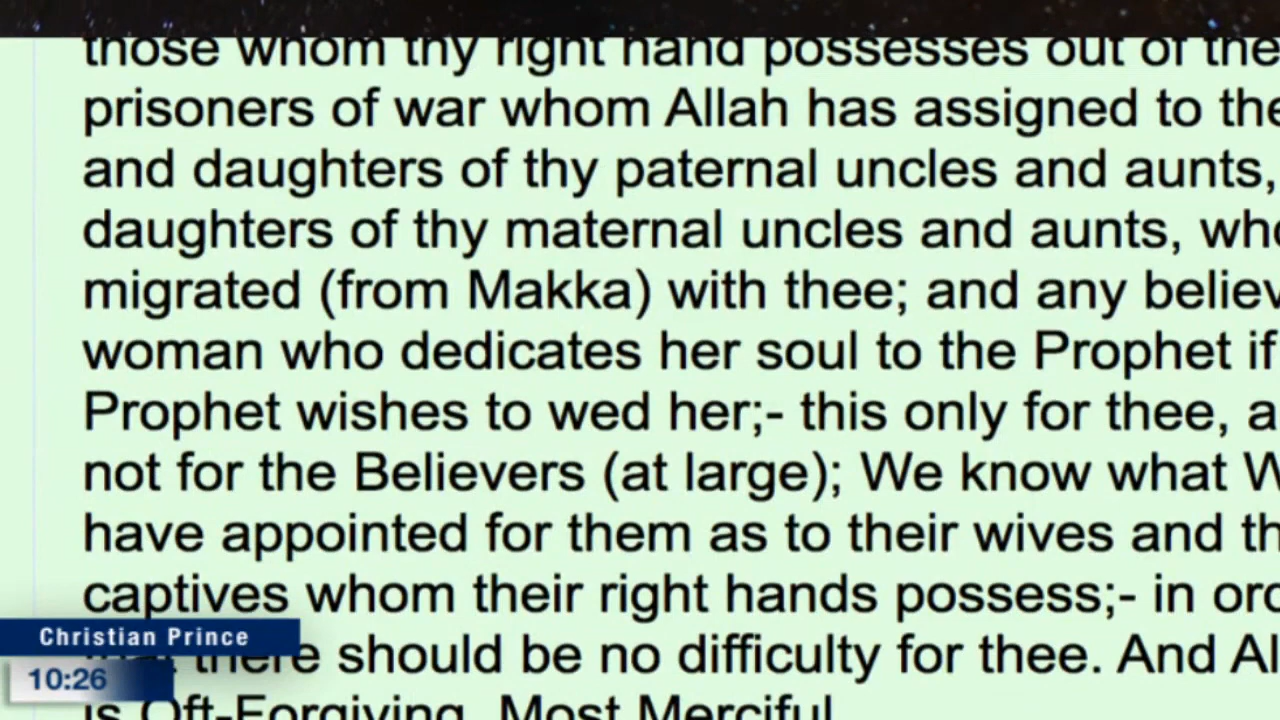 those whom thy right hand possesses out of the
prisoners of war whom Allah has assigned to the
and daughters of thy paternal uncles and aunts,
daughters of thy maternal uncles and aunts, who
migrated (from Makka) with thee; and any believ
woman who dedicates her soul to the Prophet if
Prophet wishes to wed her;- this only for thee, a
not for the Believers (at large); We know what W
have appointed for them as to their wives and th
captives whom their right hands possess;- in ord
there should be no difficulty for thee. And Al
is Oft-Forgiving, Most Merciful
Christian Prince
10:26